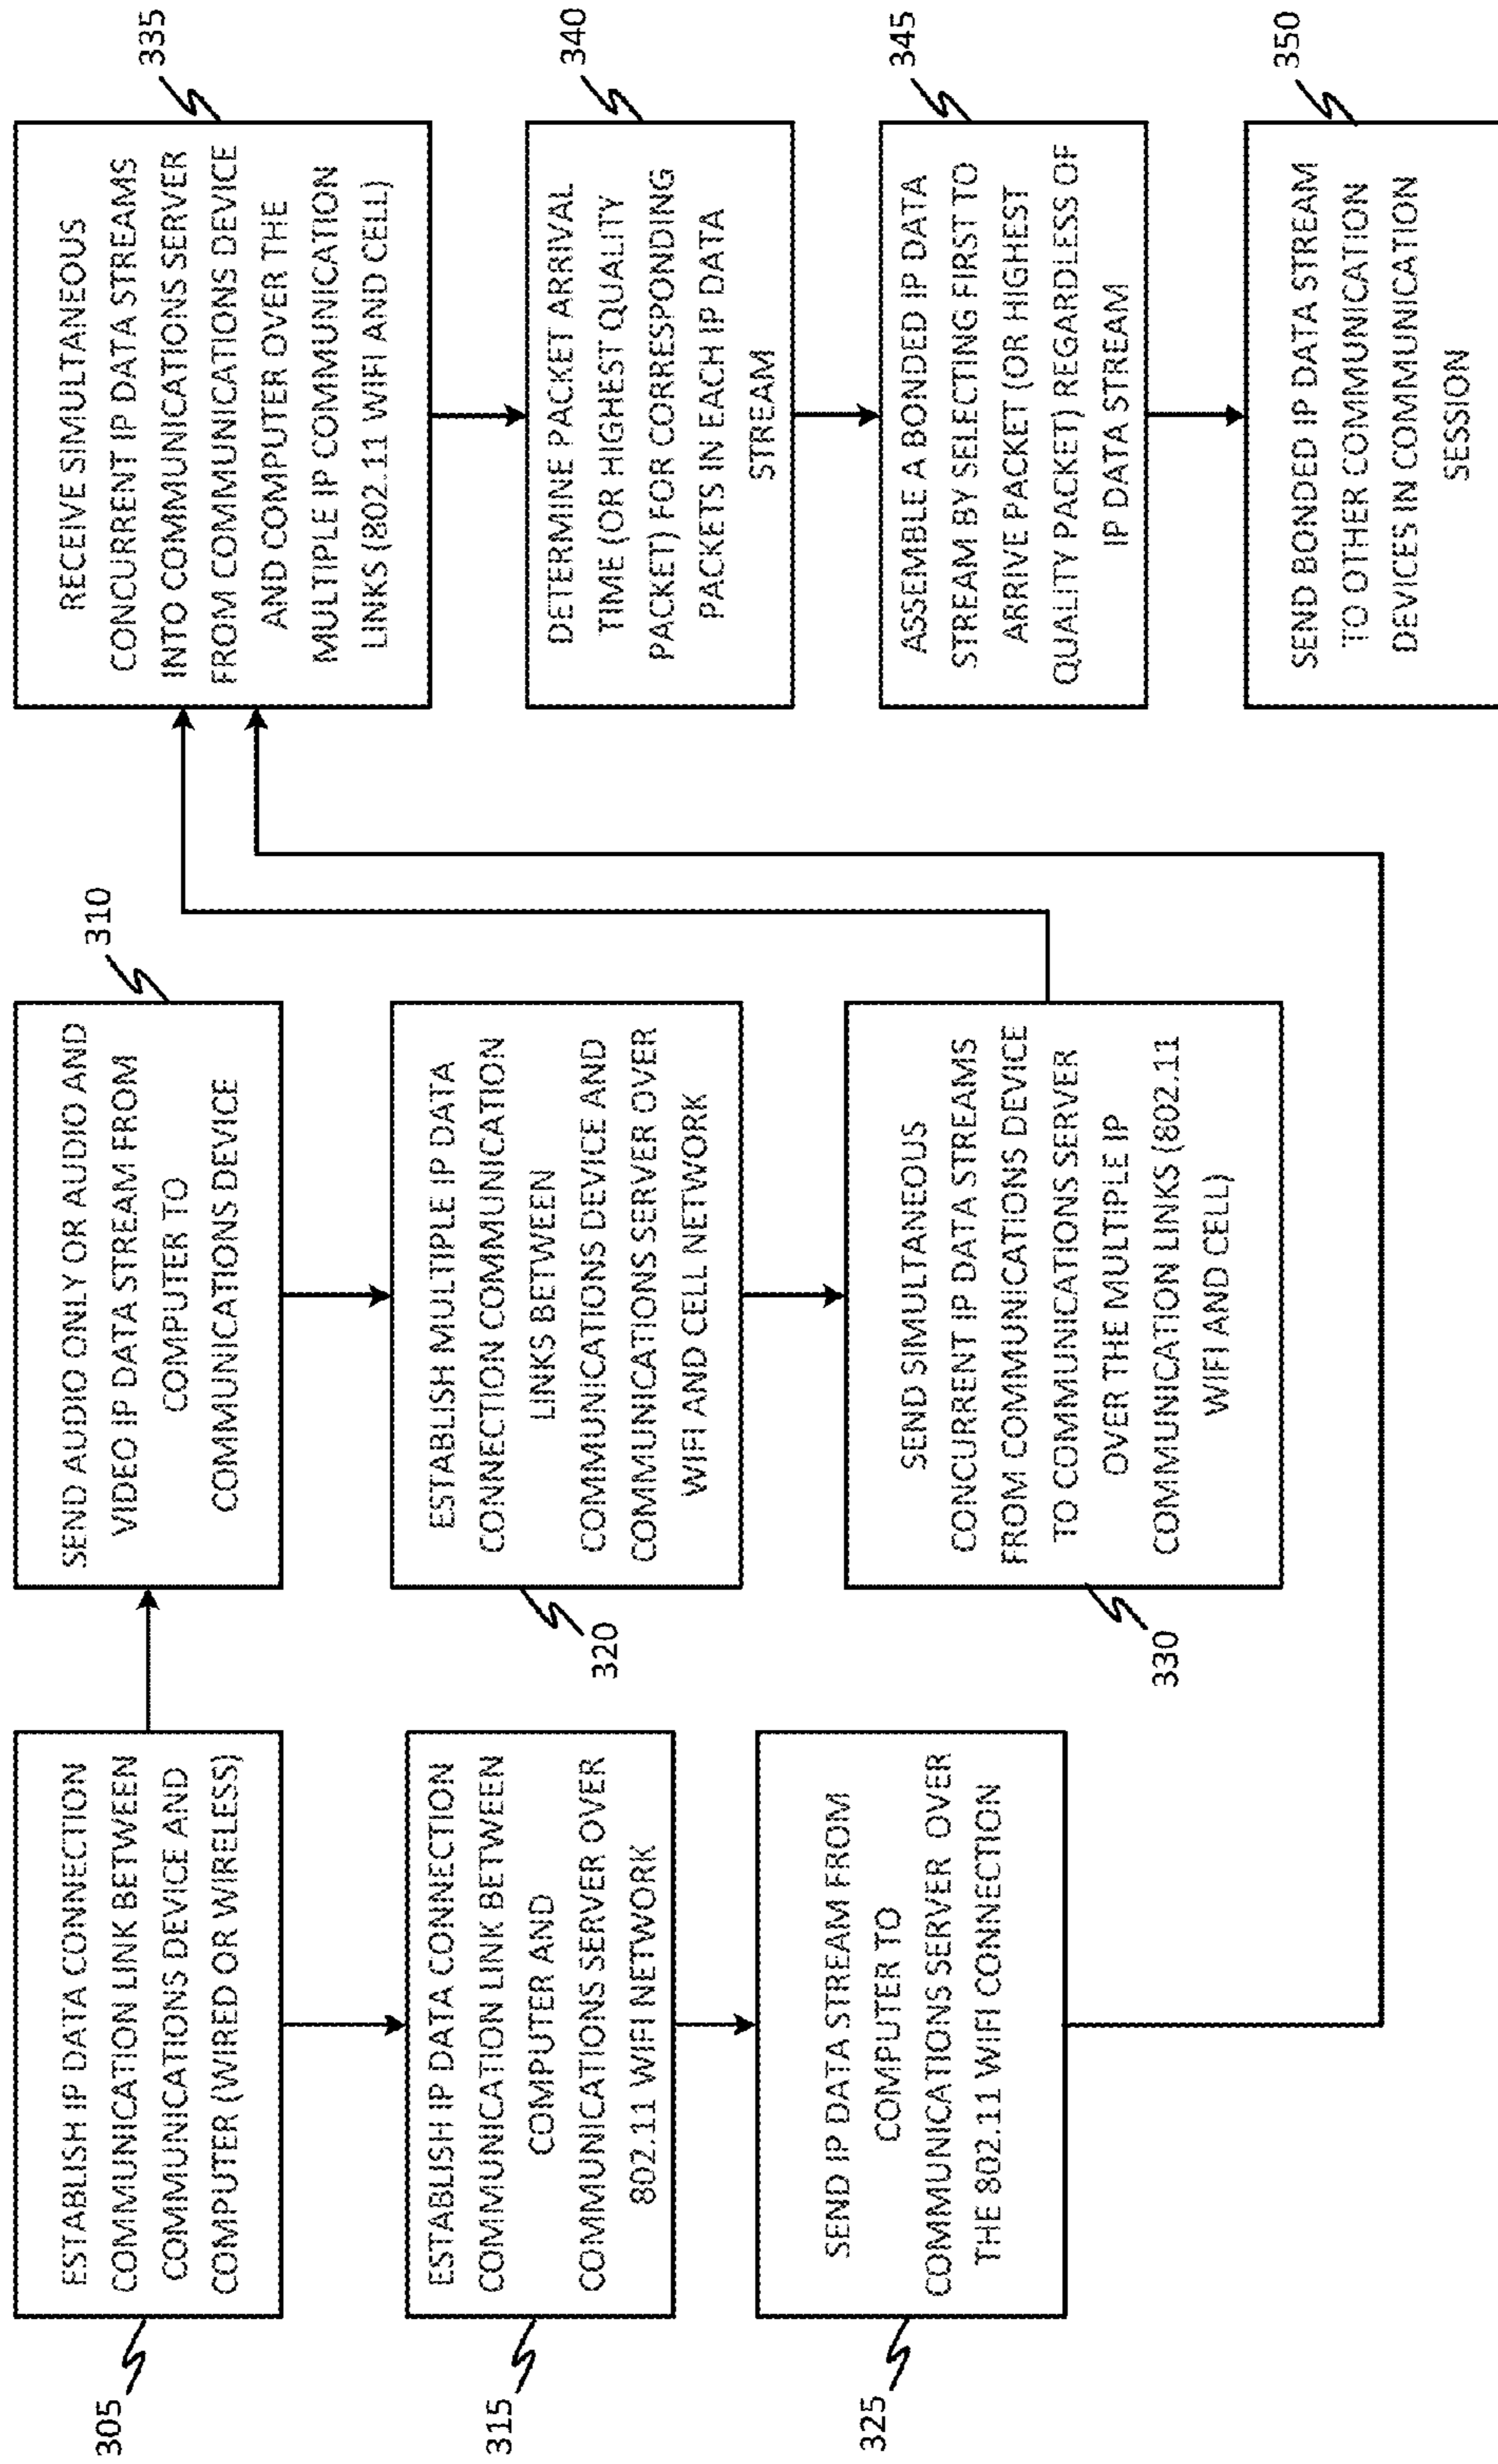 305
ESTABLISH IP DATA CONNECTION
COMMUNICATION LINK BETWEEN
COMMUNICATIONS DEVICE AND
COMPUTER (WIRED OR WIRELESS)
310
SEND AUDIO ONLY OR AUDIO AND
VIDEO IP DATA STREAM FROM
COMPUTER TO
COMMUNICATIONS DEVICE
315
ESTABLISH IP DATA CONNECTION
COMMUNICATION LINK BETWEEN
COMPUTER AND
COMMUNICATIONS SERVER OVER
802.11 WIFI NETWORK
320
ESTABLISH MULTIPLE IP DATA
CONNECTION COMMUNICATION
LINKS BETWEEN
COMMUNICATIONS DEVICE AND
COMMUNICATIONS SERVER OVER
WIFI AND CELL NETWORK
325
SEND IP DATA STREAM FROM
COMPUTER TO
COMMUNICATIONS SERVER OVER
THE 802.11 WIFI CONNECTION
330
SEND SIMULTANEOUS
CONCURRENT IP DATA STREAMS
FROM COMMUNICATIONS DEVICE
TO COMMUNICATIONS SERVER
OVER THE MULTIPLE IP
COMMUNICATION LINKS (802.11
WIFI AND CELL)
335
RECEIVE SIMULTANEOUS
CONCURRENT IP DATA STREAMS
INTO COMMUNICATIONS SERVER
FROM COMMUNICATIONS DEVICE
AND COMPUTER OVER THE
MULTIPLE IP COMMUNICATION
LINKS (802.11 WIFI AND CELL)
340
DETERMINE PACKET ARRIVAL
TIME (OR HIGHEST QUALITY
PACKET) FOR CORRESPONDING
PACKETS IN EACH IP DATA
STREAM
345
ASSEMBLE A BONDED IP DATA
STREAM BY SELECTING FIRST TO
ARRIVE PACKET (OR HIGHEST
QUALITY PACKET) REGARDLESS OF
IP DATA STREAM
350
SEND BONDED IP DATA STREAM
TO OTHER COMMUNICATION
DEVICES IN COMMUNICATION
SESSION